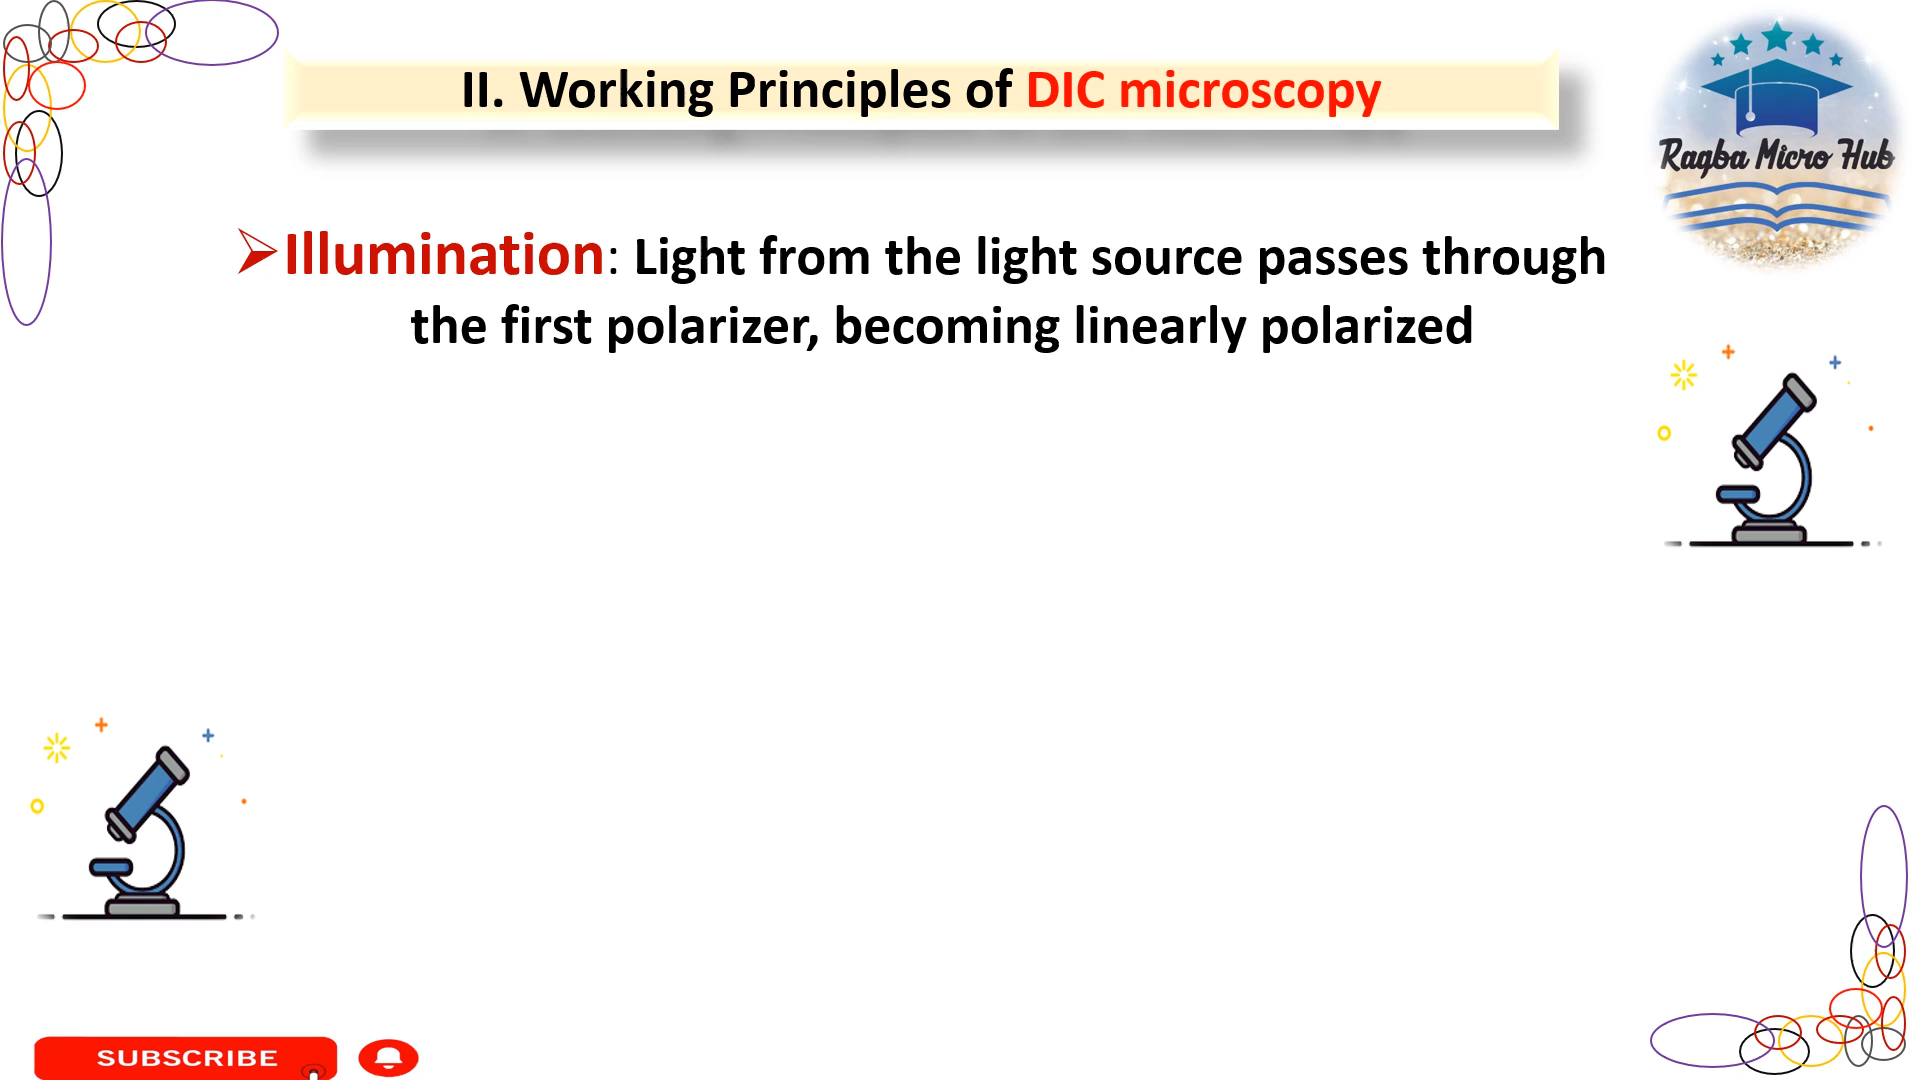 II. Working Principles of DIC microscopy
Ragba Micro Hub
➢Illumination: Light from the light source passes through
the first polarizer, becoming linearly polarized
SUBSCRIBE